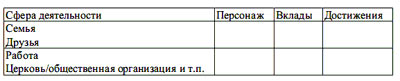 Сфера деятельности Персонаж Вклады Достижения
Семья
Друзья
Работа
Церковь/общественная организация и т.п.